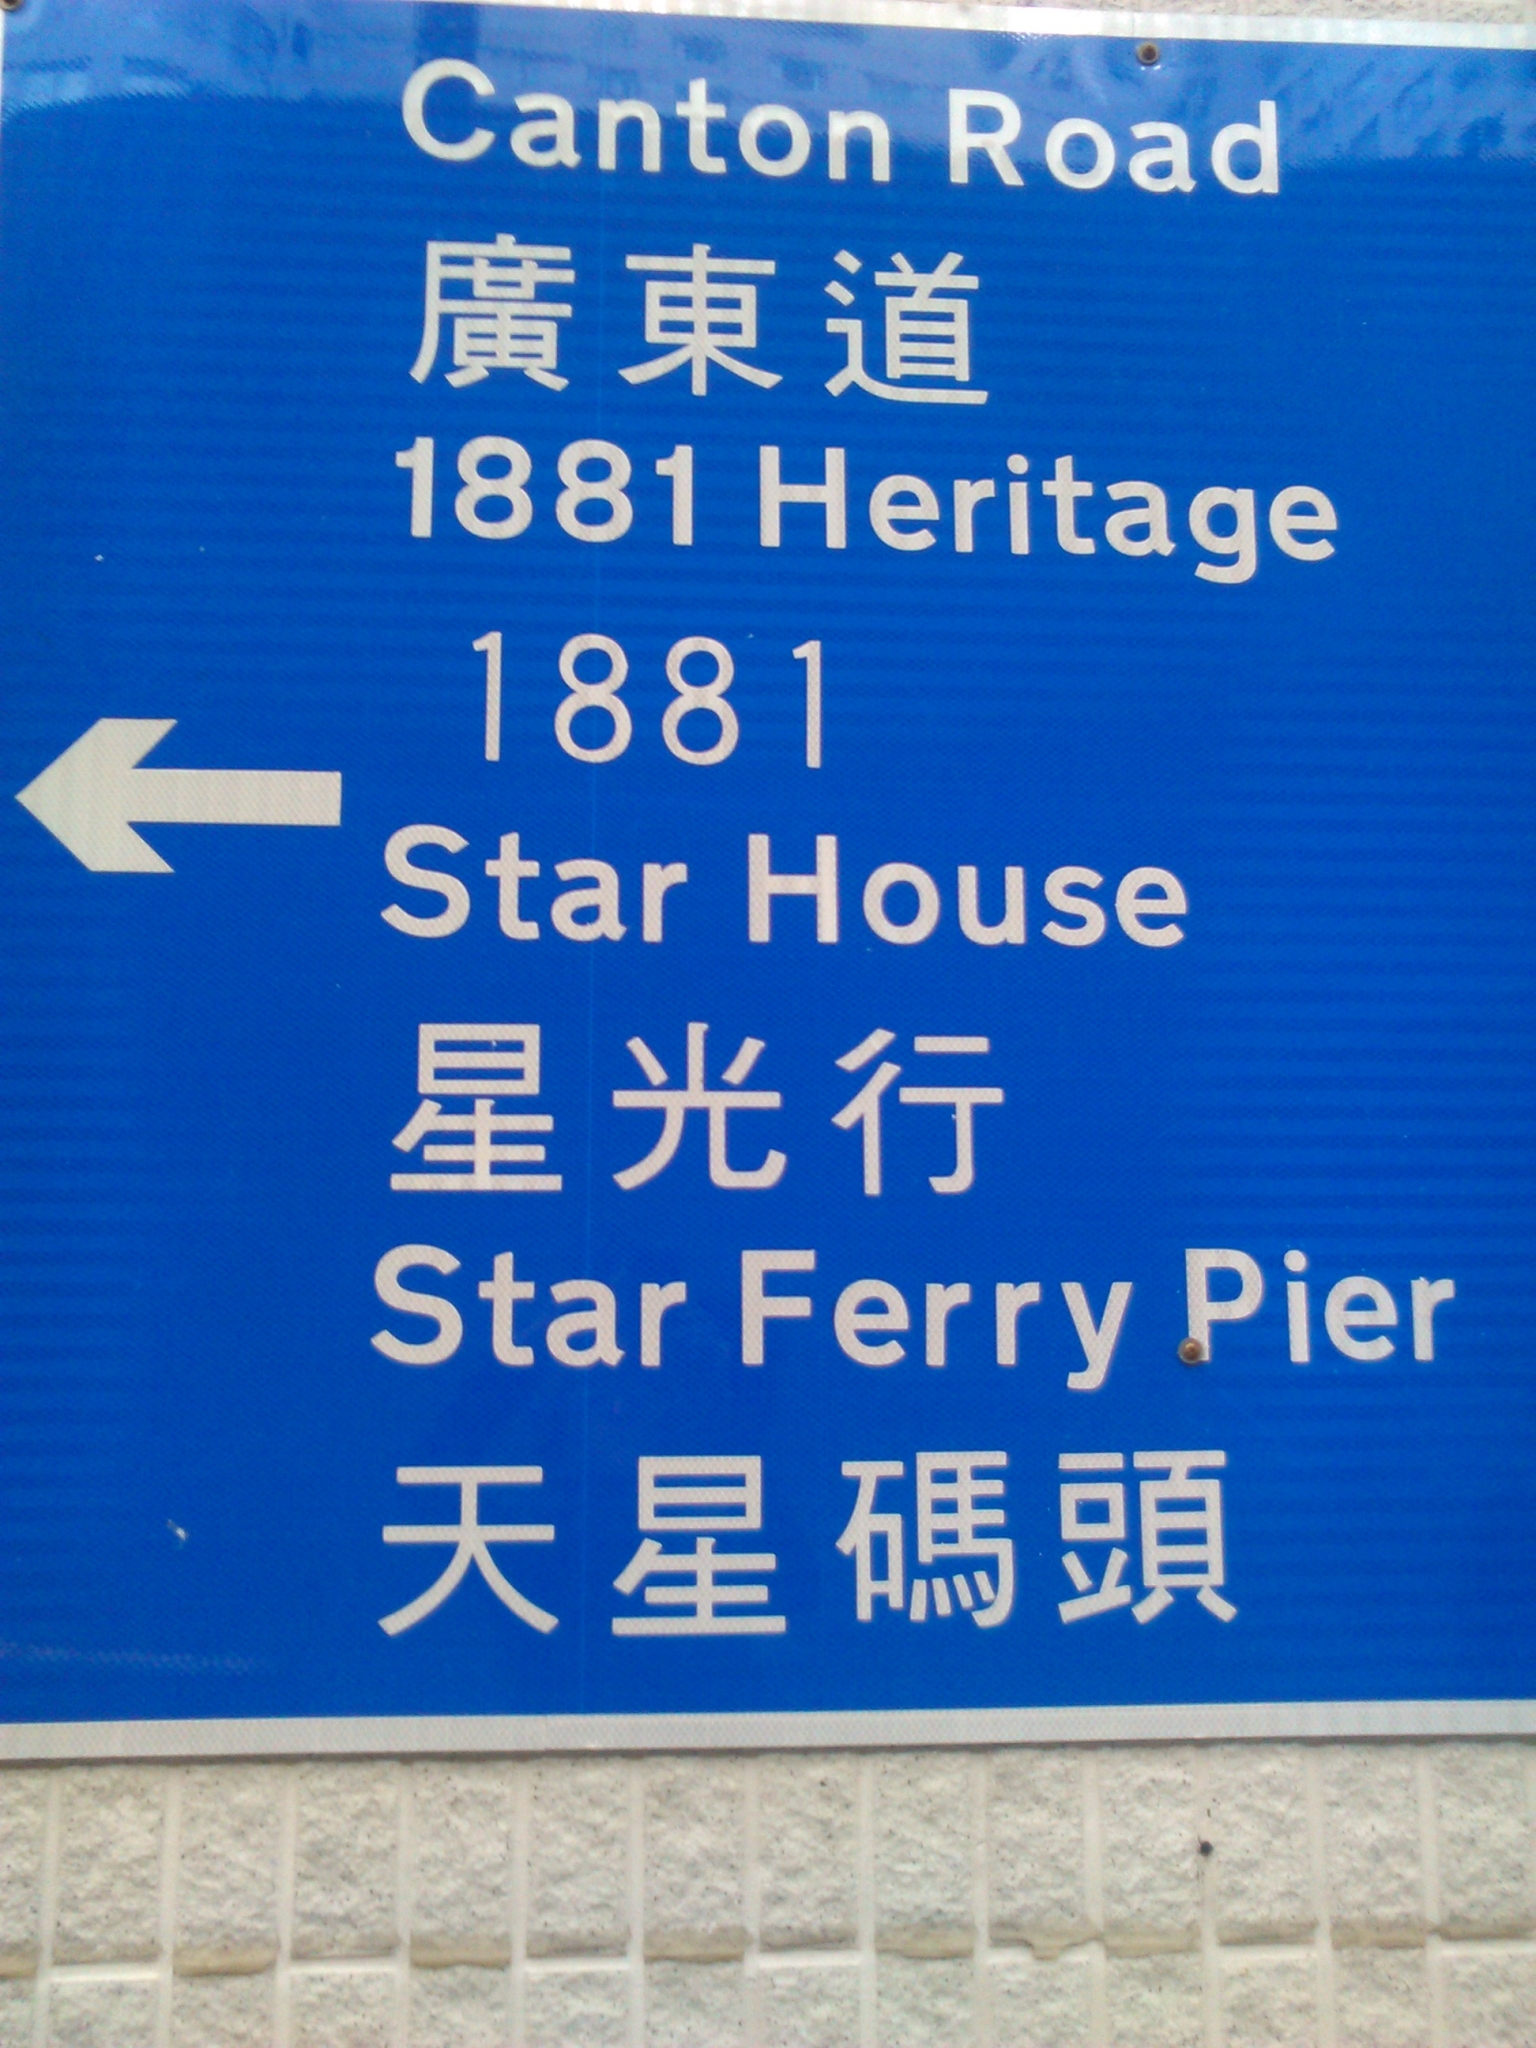 Canton Road
廣東道
1881 Heritage
1881
Star House
星光行
Star Ferry Pier
天星碼頭